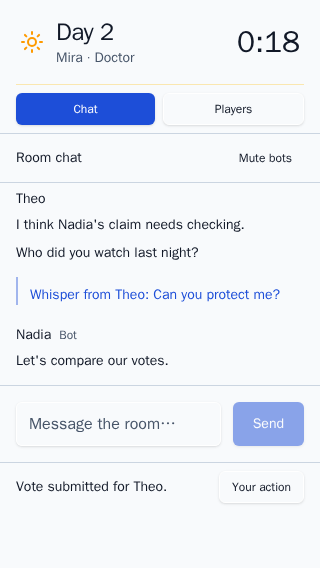 Day 2
Mira · Doctor
0:18
Chat
Players
Room chat
Mute bots
Theo
I think Nadia's claim needs checking.
Who did you watch last night?
Whisper from Theo: Can you protect me?
Nadia Bot
Let's compare our votes.
Message the room···
Send
Vote submitted for Theo.
Your action